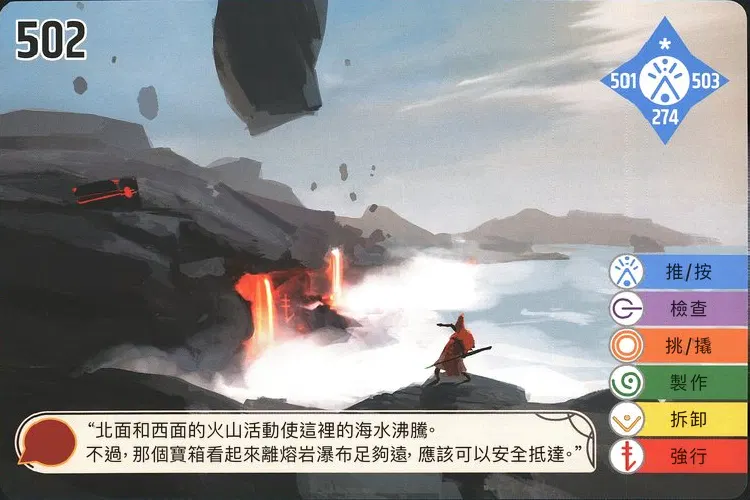 502
*
501 503
274
推/按
檢查
挑/撬
製作
拆卸
強行
“北面和西面的火山活動使這裡的海水沸騰。
不過，那個寶箱看起來離熔岩瀑布足夠遠，應該可以安全抵達。”